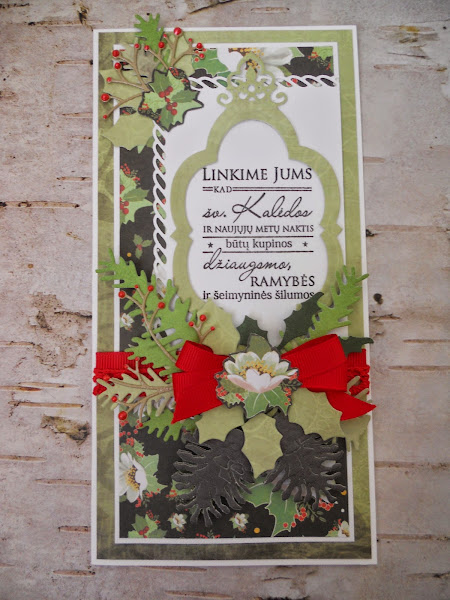 LINKIME JUMS
KAD
šv. Kalėdos
IR NAUJŲJŲ METŲ NAKTIS
būtų kupinos
džiaugsmo,
RAMYBĖS
ir šeimyninės šilumos